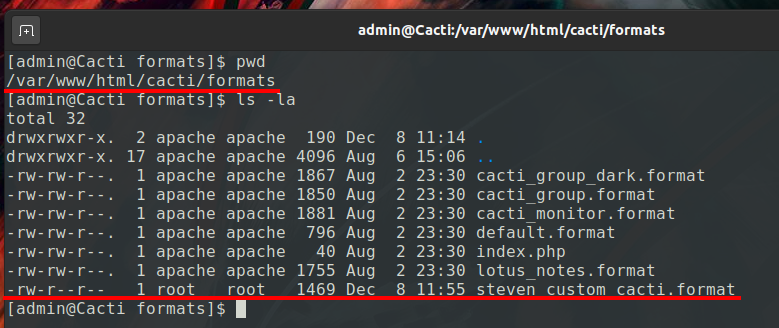 admin@Cacti:/var/www/html/cacti/formats
[admin@Cacti formats]$ pwd
/var/www/html/cacti/formats
[admin@Cacti formats]$ ls -la
total 32
drwxrwxr-x.  2 apache apache  190 Dec  8 11:14 .
drwxrwxr-x. 17 apache apache 4096 Aug  6 15:06 ..
-rw-rw-r--.  1 apache apache 1867 Aug  2 23:30 cacti_group_dark.format
-rw-rw-r--.  1 apache apache 1850 Aug  2 23:30 cacti_group.format
-rw-rw-r--.  1 apache apache 1881 Aug  2 23:30 cacti_monitor.format
-rw-rw-r--.  1 apache apache  796 Aug  2 23:30 default.format
-rw-rw-r--.  1 apache apache   40 Aug  2 23:30 index.php
-rw-rw-r--.  1 apache apache 1755 Aug  2 23:30 lotus_notes.format
-rw-r--r--   1 root   root   1469 Dec  8 11:55 steven_custom_cacti.format
[admin@Cacti formats]$